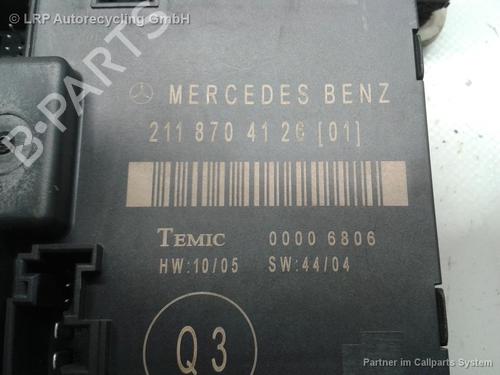 © LRP Autorecycling GmbH
B-PARTS
MERCEDES BENZ
211 870 41 26 [01]
TEMIC 0000 6806
HW:10/05 SW:44/04
Q3
Partner im Callparts System